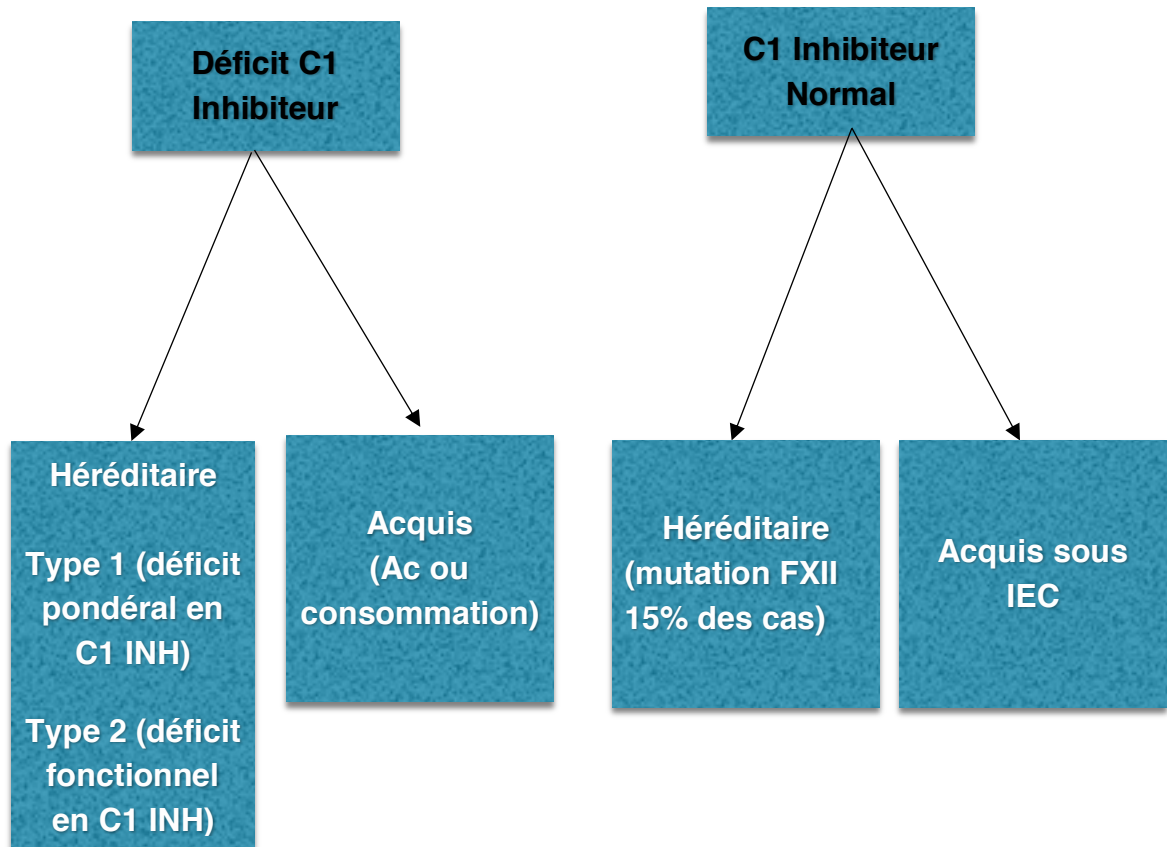 Déficit C1
Inhibiteur
C1 Inhibiteur
Normal
Héréditaire
Type 1 (déficit
pondéral en
C1 INH)
Type 2 (déficit
fonctionnel
en C1 INH)
Acquis
(Ac ou
consommation)
Héréditaire
(mutation FXII
15% des cas)
Acquis sous
IEC